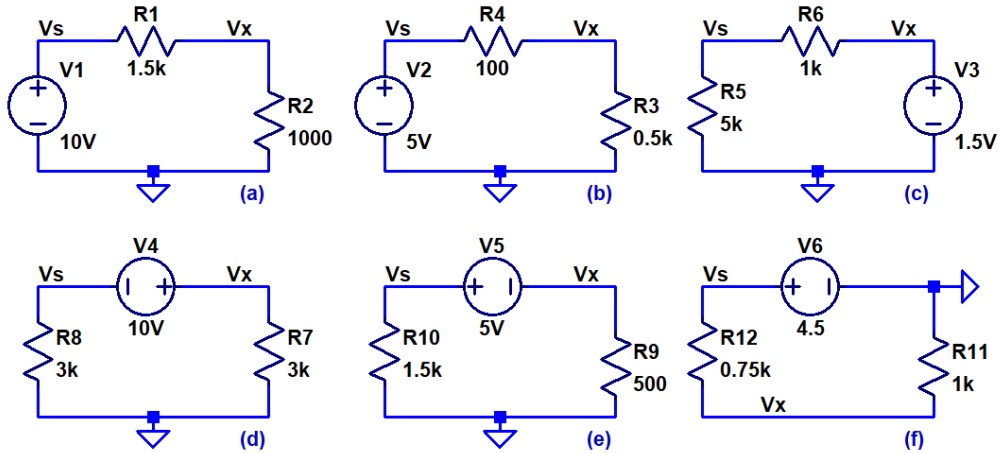 R1
Vs
Vx
1.5k
V1
R2
10V
1000
(a)
R4
Vs
Vx
100
V2
R3
5V
0.5k
(b)
R6
Vs
Vx
1k
R5
V3
5k
1.5V
(c)
V4
Vs
Vx
10V
R8
R7
3k
3k
(d)
V5
Vs
Vx
5V
R10
R9
1.5k
500
(e)
V6
Vs
4.5
R12
R11
0.75k
1k
Vx
(f)